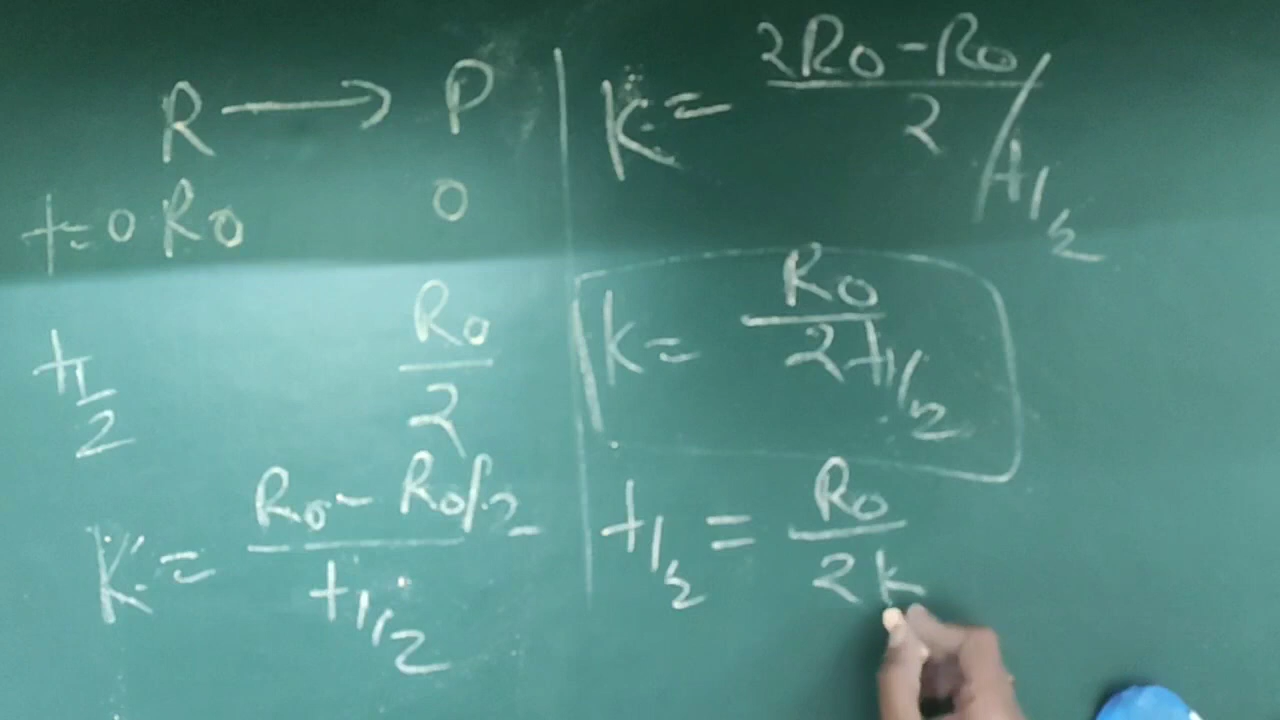 R → P
t=0 R0 0
t1/2 R0/2
K = (R0 - R0/2) / t1/2
K = (2R0 - R0)/2 / t1/2
k = R0 / 2t1/2
t1/2 = R0 / 2k